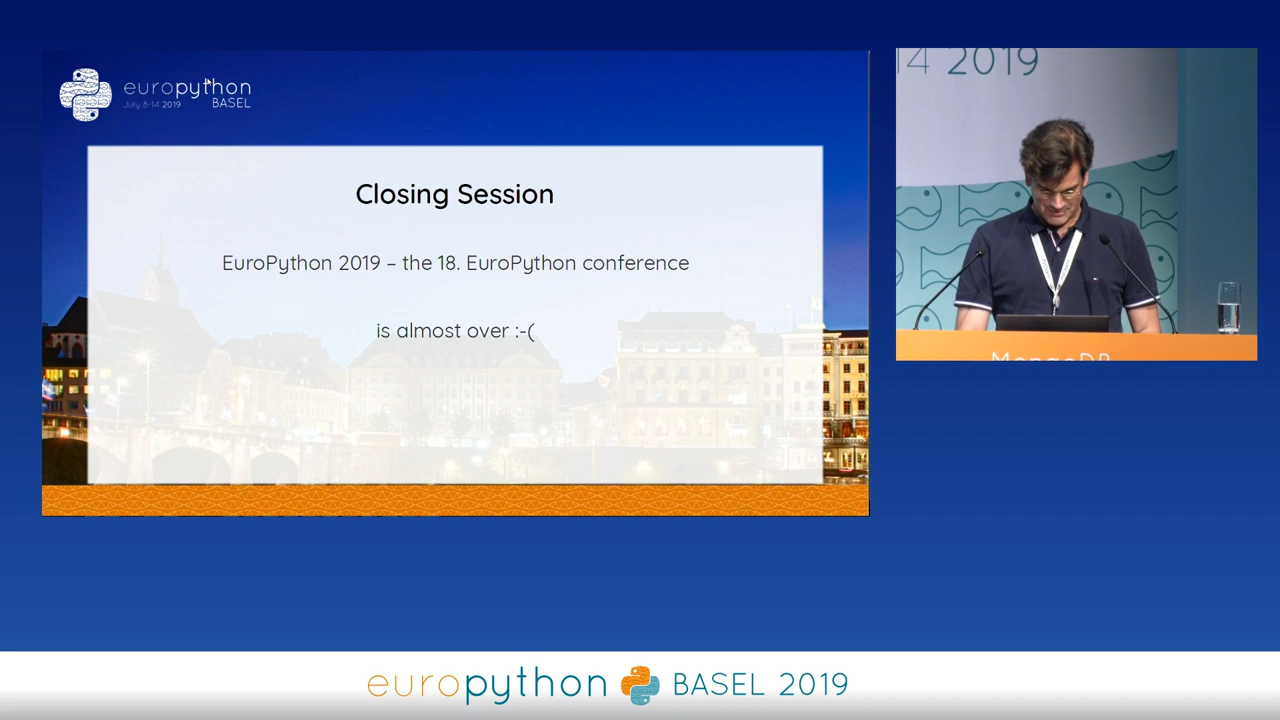 europython
July 8-14 2019 BASEL
Closing Session
EuroPython 2019 – the 18. EuroPython conference
is almost over :-(
14 2019
MongoDB
europython BASEL 2019